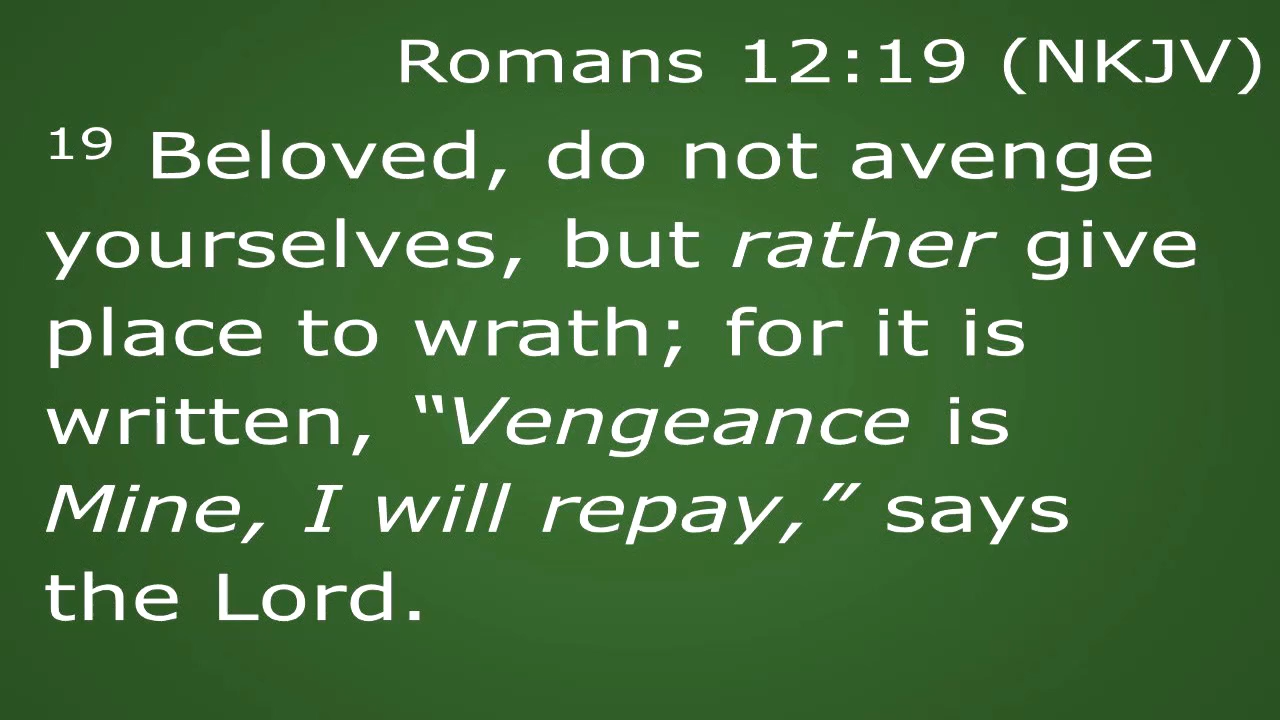 Romans 12:19 (NKJV)
19 Beloved, do not avenge
yourselves, but rather give
place to wrath; for it is
written, “Vengeance is
Mine, I will repay,” says
the Lord.